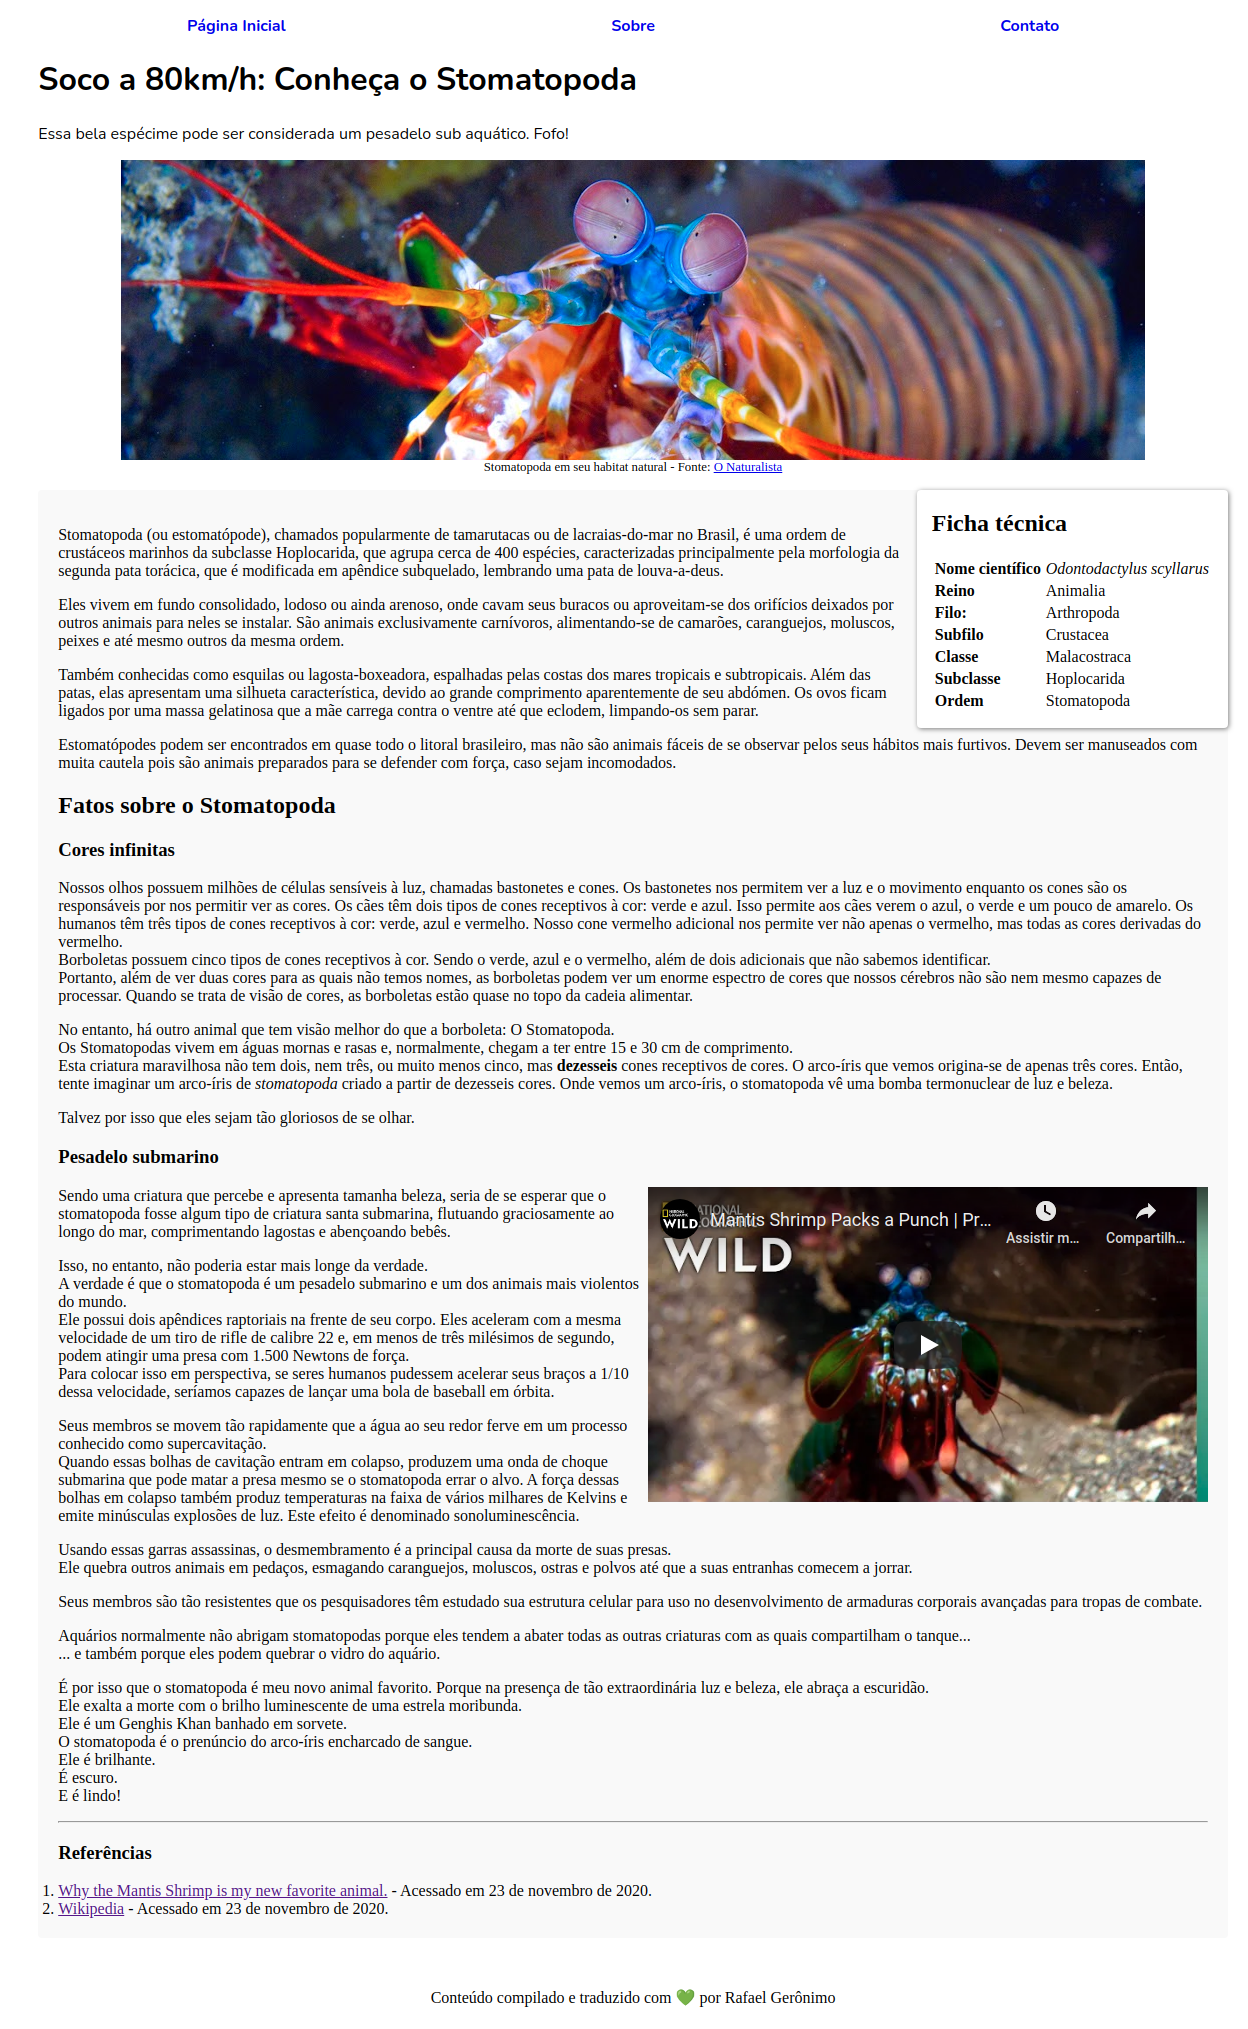 Página Inicial
Sobre
Contato
Soco a 80km/h: Conheça o Stomatopoda
Essa bela espécime pode ser considerada um pesadelo sub aquático. Fofo!
Stomatopoda em seu habitat natural - Fonte: O Naturalista
Stomatopoda (ou estomatópode), chamados popularmente de tamarutacas ou de lacraias-do-mar no Brasil, é uma ordem de
crustáceos marinhos da subclasse Hoplocarida, que agrupa cerca de 400 espécies, caracterizadas principalmente pela morfologia da
segunda pata torácica, que é modificada em apêndice subquelado, lembrando uma pata de louva-a-deus.
Eles vivem em fundo consolidado, lodoso ou ainda arenoso, onde cavam seus buracos ou aproveitam-se dos orifícios deixados por
outros animais para neles se instalar. São animais exclusivamente carnívoros, alimentando-se de camarões, caranguejos, moluscos,
peixes e até mesmo outros da mesma ordem.
Também conhecidas como esquilas ou lagosta-boxeadora, espalhadas pelas costas dos mares tropicais e subtropicais. Além das
patas, elas apresentam uma silhueta característica, devido ao grande comprimento aparentemente de seu abdómen. Os ovos ficam
ligados por uma massa gelatinosa que a mãe carrega contra o ventre até que eclodem, limpando-os sem parar.
Ficha técnica
Nome científico Odontodactylus scyllarus
Reino Animalia
Filo: Arthropoda
Subfilo Crustacea
Classe Malacostraca
Subclasse Hoplocarida
Ordem Stomatopoda
Estomatópodes podem ser encontrados em quase todo o litoral brasileiro, mas não são animais fáceis de se observar pelos seus hábitos mais furtivos. Devem ser manuseados com
muita cautela pois são animais preparados para se defender com força, caso sejam incomodados.
Fatos sobre o Stomatopoda
Cores infinitas
Nossos olhos possuem milhões de células sensíveis à luz, chamadas bastonetes e cones. Os bastonetes nos permitem ver a luz e o movimento enquanto os cones são os
responsáveis por nos permitir ver as cores. Os cães têm dois tipos de cones receptivos à cor: verde e azul. Isso permite aos cães verem o azul, o verde e um pouco de amarelo. Os
humanos têm três tipos de cones receptivos à cor: verde, azul e vermelho. Nosso cone vermelho adicional nos permite ver não apenas o vermelho, mas todas as cores derivadas do
vermelho.
Borboletas possuem cinco tipos de cones receptivos à cor. Sendo o verde, azul e o vermelho, além de dois adicionais que não sabemos identificar.
Portanto, além de ver duas cores para as quais não temos nomes, as borboletas podem ver um enorme espectro de cores que nossos cérebros não são nem mesmo capazes de
processar. Quando se trata de visão de cores, as borboletas estão quase no topo da cadeia alimentar.
No entanto, há outro animal que tem visão melhor do que a borboleta: O Stomatopoda.
Os Stomatopodas vivem em águas mornas e rasas e, normalmente, chegam a ter entre 15 e 30 cm de comprimento.
Esta criatura maravilhosa não tem dois, nem três, ou muito menos cinco, mas dezesseis cones receptivos de cores. O arco-íris que vemos origina-se de apenas três cores. Então,
tente imaginar um arco-íris de stomatopoda criado a partir de dezesseis cores. Onde vemos um arco-íris, o stomatopoda vê uma bomba termonuclear de luz e beleza.
Talvez por isso que eles sejam tão gloriosos de se olhar.
Pesadelo submarino
Sendo uma criatura que percebe e apresenta tamanha beleza, seria de se esperar que o
stomatopoda fosse algum tipo de criatura santa submarina, flutuando graciosamente ao
longo do mar, comprimentando lagostas e abençoando bebês.
Isso, no entanto, não poderia estar mais longe da verdade.
A verdade é que o stomatopoda é um pesadelo submarino e um dos animais mais violentos
do mundo.
Ele possui dois apêndices raptoriais na frente de seu corpo. Eles aceleram com a mesma
velocidade de um tiro de rifle de calibre 22 e, em menos de três milésimos de segundo,
podem atingir uma presa com 1.500 Newtons de força.
Para colocar isso em perspectiva, se seres humanos pudessem acelerar seus braços a 1/10
dessa velocidade, seríamos capazes de lançar uma bola de baseball em órbita.
Seus membros se movem tão rapidamente que a água ao seu redor ferve em um processo
conhecido como supercavitação.
Quando essas bolhas de cavitação entram em colapso, produzem uma onda de choque
submarina que pode matar a presa mesmo se o stomatopoda errar o alvo. A força dessas
bolhas em colapso também produz temperaturas na faixa de vários milhares de Kelvins e
emite minúsculas explosões de luz. Este efeito é denominado sonoluminescência.
WILD
Mantis Shrimp Packs a Punch | Pr...
Assistir m...
Compartilh...
WILD
Usando essas garras assassinas, o desmembramento é a principal causa da morte de suas presas.
Ele quebra outros animais em pedaços, esmagando caranguejos, moluscos, ostras e polvos até que a suas entranhas comecem a jorrar.
Seus membros são tão resistentes que os pesquisadores têm estudado sua estrutura celular para uso no desenvolvimento de armaduras corporais avançadas para tropas de combate.
Aquários normalmente não abrigam stomatopodas porque eles tendem a abater todas as outras criaturas com as quais compartilham o tanque...
... e também porque eles podem quebrar o vidro do aquário.
É por isso que o stomatopoda é meu novo animal favorito. Porque na presença de tão extraordinária luz e beleza, ele abraça a escuridão.
Ele exalta a morte com o brilho luminescente de uma estrela moribunda.
Ele é um Genghis Khan banhado em sorvete.
O stomatopoda é o prenúncio do arco-íris encharcado de sangue.
Ele é brilhante.
É escuro.
E é lindo!
Referências
1. Why the Mantis Shrimp is my new favorite animal. - Acessado em 23 de novembro de 2020.
2. Wikipedia - Acessado em 23 de novembro de 2020.
Conteúdo compilado e traduzido com 💚 por Rafael Gerônimo